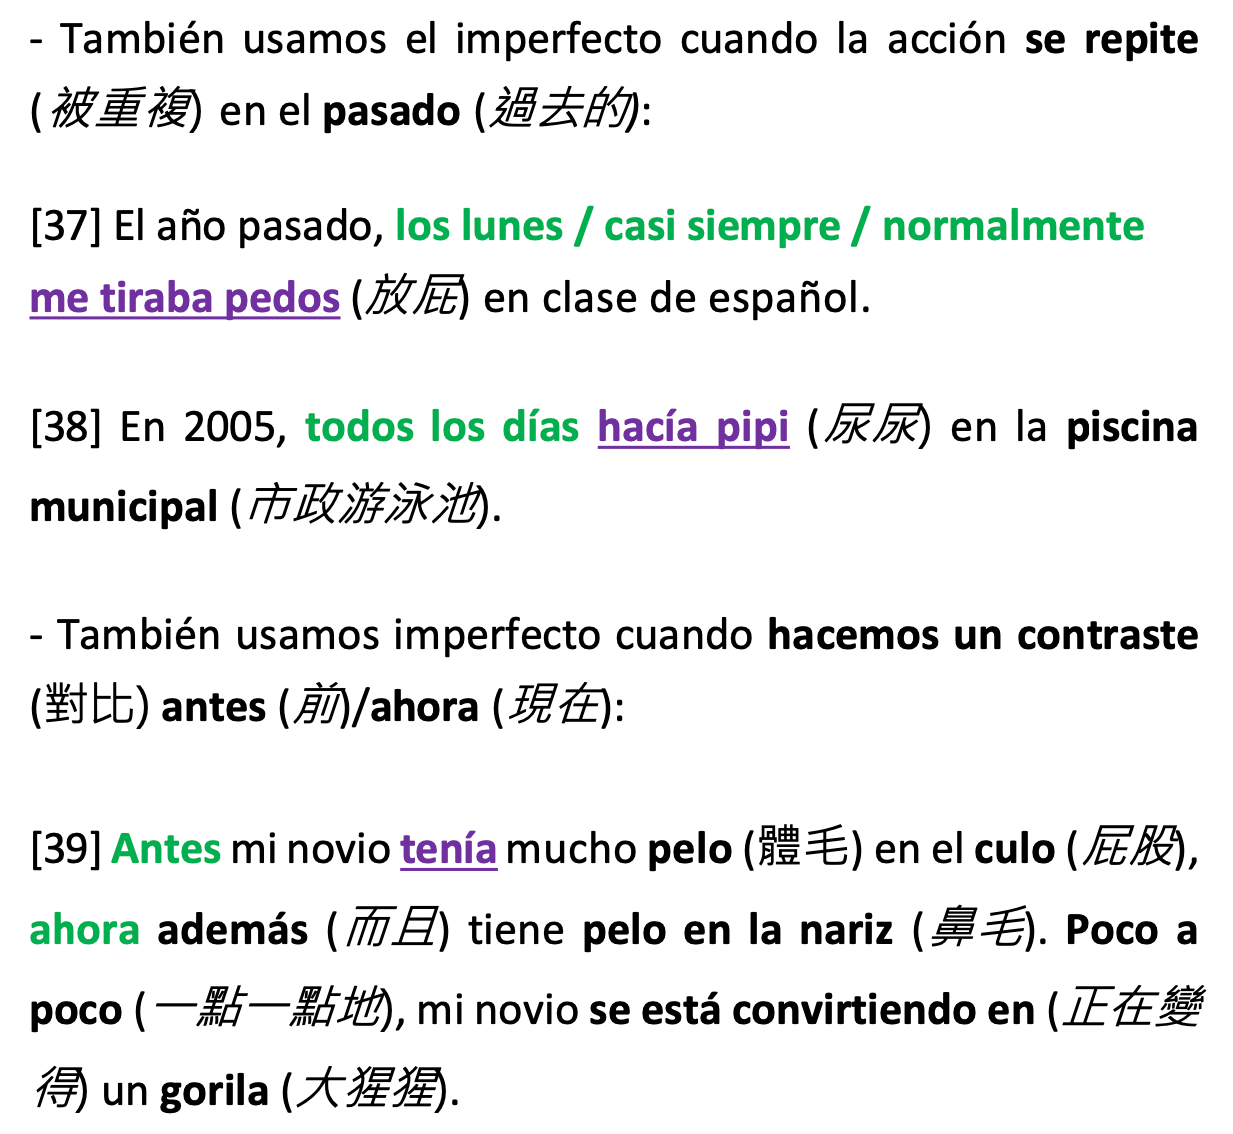 - También usamos el imperfecto cuando la acción se repite
(被重複) en el pasado (過去的):
[37] El año pasado, los lunes / casi siempre / normalmente
me tiraba pedos (放屁) en clase de español.
[38] En 2005, todos los días hacía pipi (尿尿) en la piscina
municipal (市政游泳池).
- También usamos imperfecto cuando hacemos un contraste
(對比) antes (前)/ahora (現在):
[39] Antes mi novio tenía mucho pelo (體毛) en el culo (屁股),
ahora además (而且) tiene pelo en la nariz (鼻毛). Poco a
poco (一點一點地), mi novio se está convirtiendo en (正在變
得) un gorila (大猩猩).